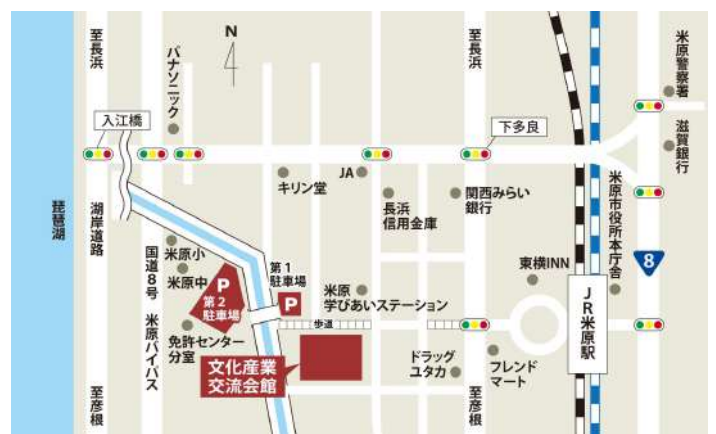 至長浜
パナソニック
N
至長浜
米原警察署
入江橋
下多良
滋賀銀行
キリン堂
JA
長浜
信用金庫
関西みらい
銀行
米原市役所本庁舎
琵琶湖
湖岸道路
国道8号 米原バイパス
米原小
米原中
P
第2
駐車場
第1
駐車場
P
米原
学びあいステーション
東横INN
8
JR米原駅
歩道
免許センター
分室
文化産業
交流会館
ドラッグ
ユタカ
フレンド
マート
至彦根
至彦根